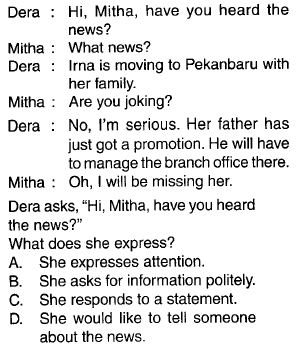 Dera : Hi, Mitha, have you heard the
news?
Mitha : What news?
Dera : Irna is moving to Pekanbaru with
her family.
Mitha : Are you joking?
Dera : No, I'm serious. Her father has
just got a promotion. He will have
to manage the branch office there.
Mitha : Oh, I will be missing her.
Dera asks, "Hi, Mitha, have you heard
the news?"
What does she express?
A. She expresses attention.
B. She asks for information politely.
C. She responds to a statement.
D. She would like to tell someone
about the news.